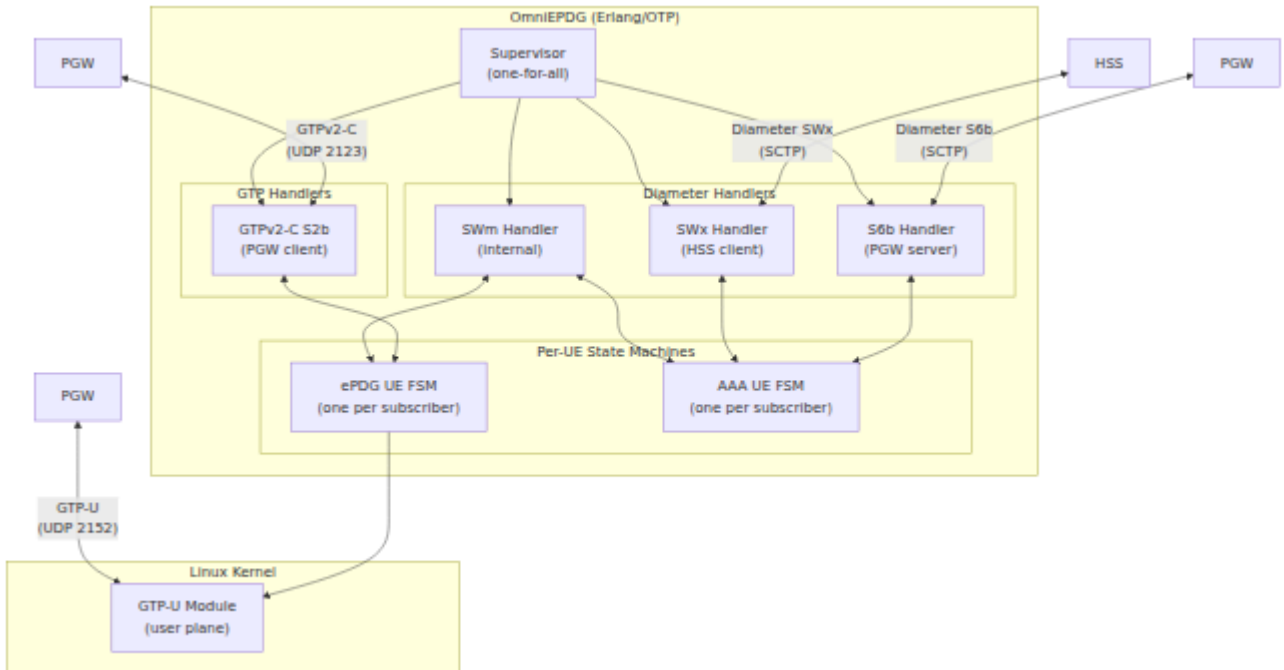 OmniEPDG (Erlang/OTP)
Supervisor
(one-for-all)
PGW
HSS
PGW
GTPv2-C
(UDP 2123)
Diameter SWx
(SCTP)
Diameter S6b
(SCTP)
GTP Handlers
Diameter Handlers
GTPv2-C S2b
(PGW client)
SWm Handler
(internal)
SWx Handler
(HSS client)
S6b Handler
(PGW server)
Per-UE State Machines
ePDG UE FSM
(one per subscriber)
AAA UE FSM
(one per subscriber)
PGW
GTP-U
(UDP 2152)
Linux Kernel
GTP-U Module
(user plane)